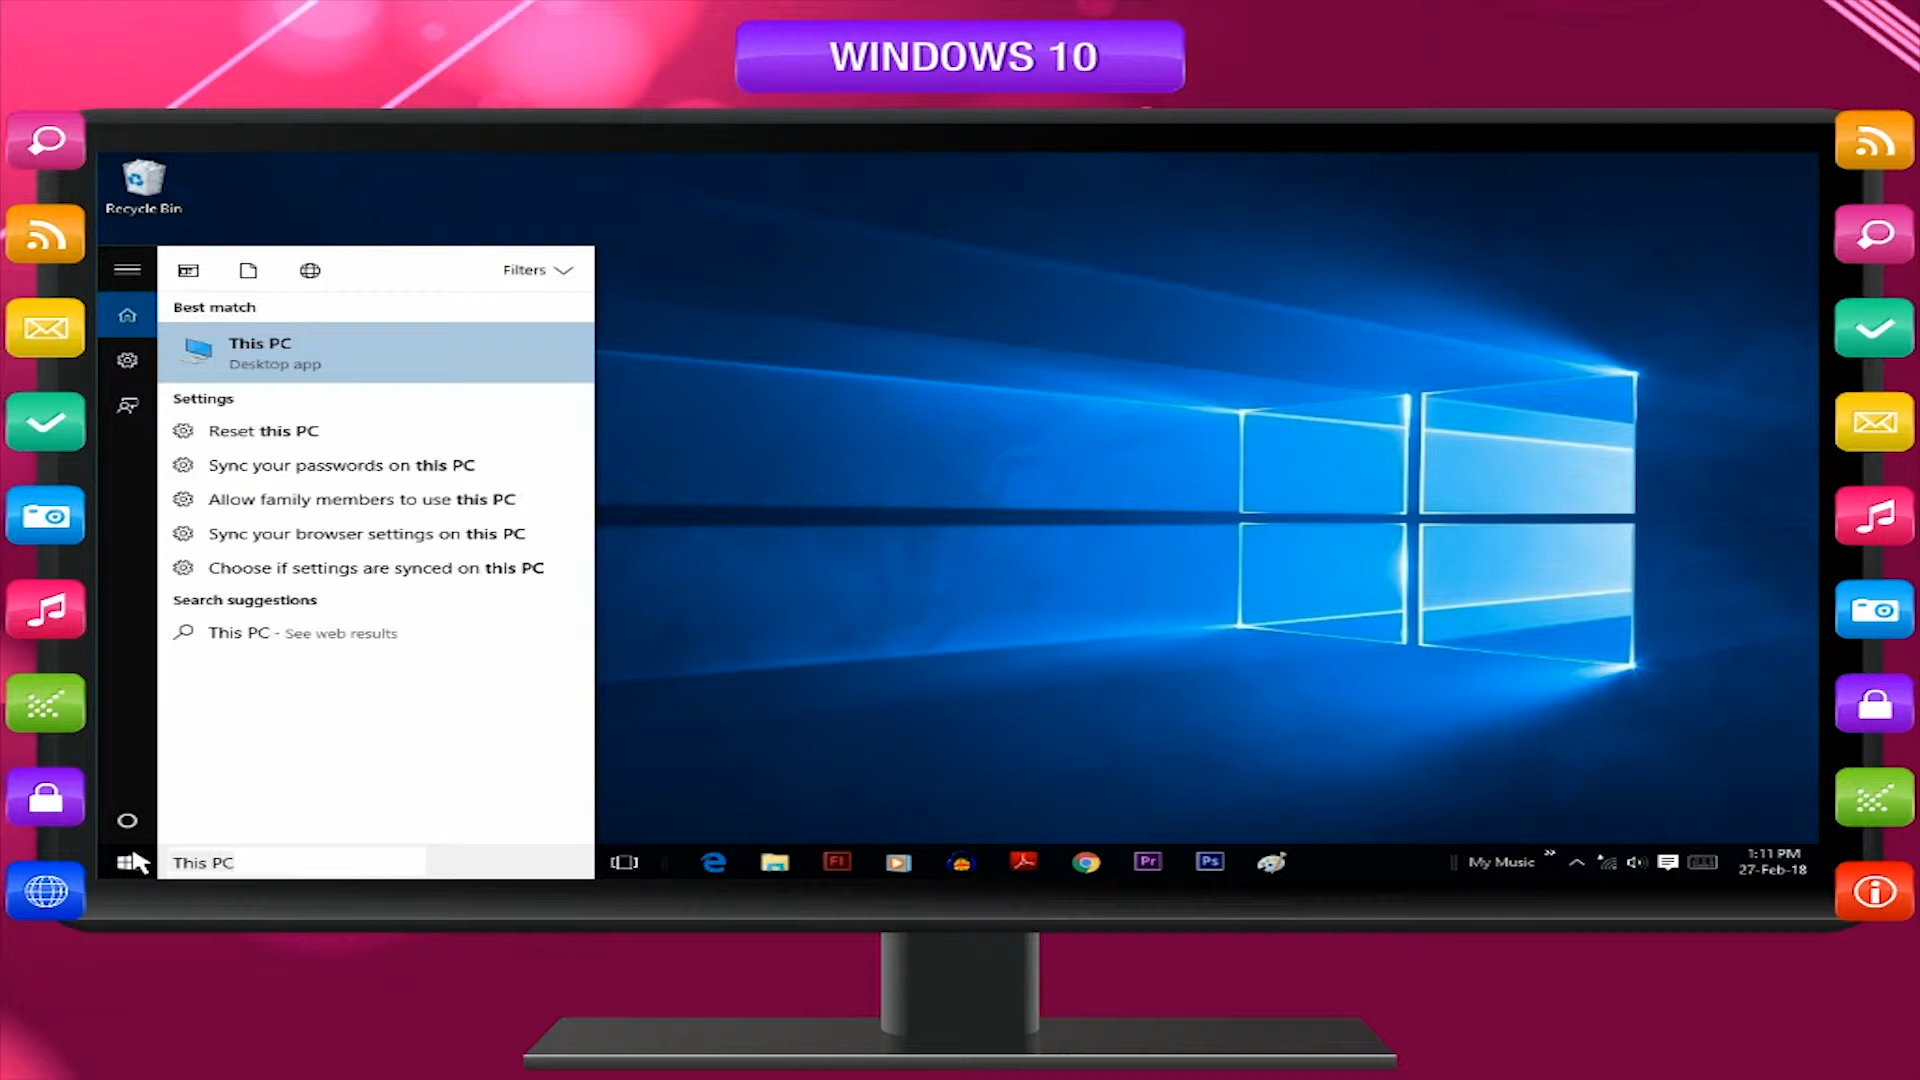 WINDOWS 10
Recycle Bin
Filters
Best match
This PC
Desktop app
Settings
Reset this PC
Sync your passwords on this PC
Allow family members to use this PC
Sync your browser settings on this PC
Choose if settings are synced on this PC
Search suggestions
This PC - See web results
This PC
Fl
Pr
Ps
My Music
1:11 PM
27-Feb-18